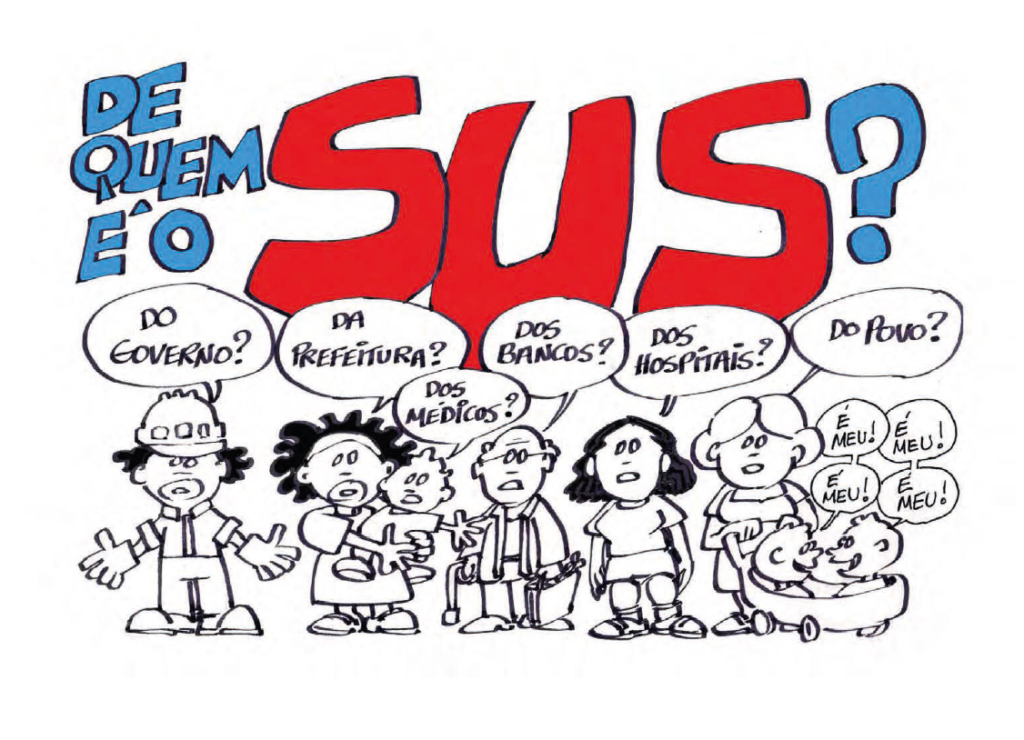 DE
QUEM
É O
SUS?
DO
GOVERNO?
DA
PREFEITURA?
DOS
MÉDICOS?
DOS
BANCOS?
DOS
HOSPITAIS?
DO POVO?
É
MEU!
É
MEU!
É
MEU!
É
MEU!